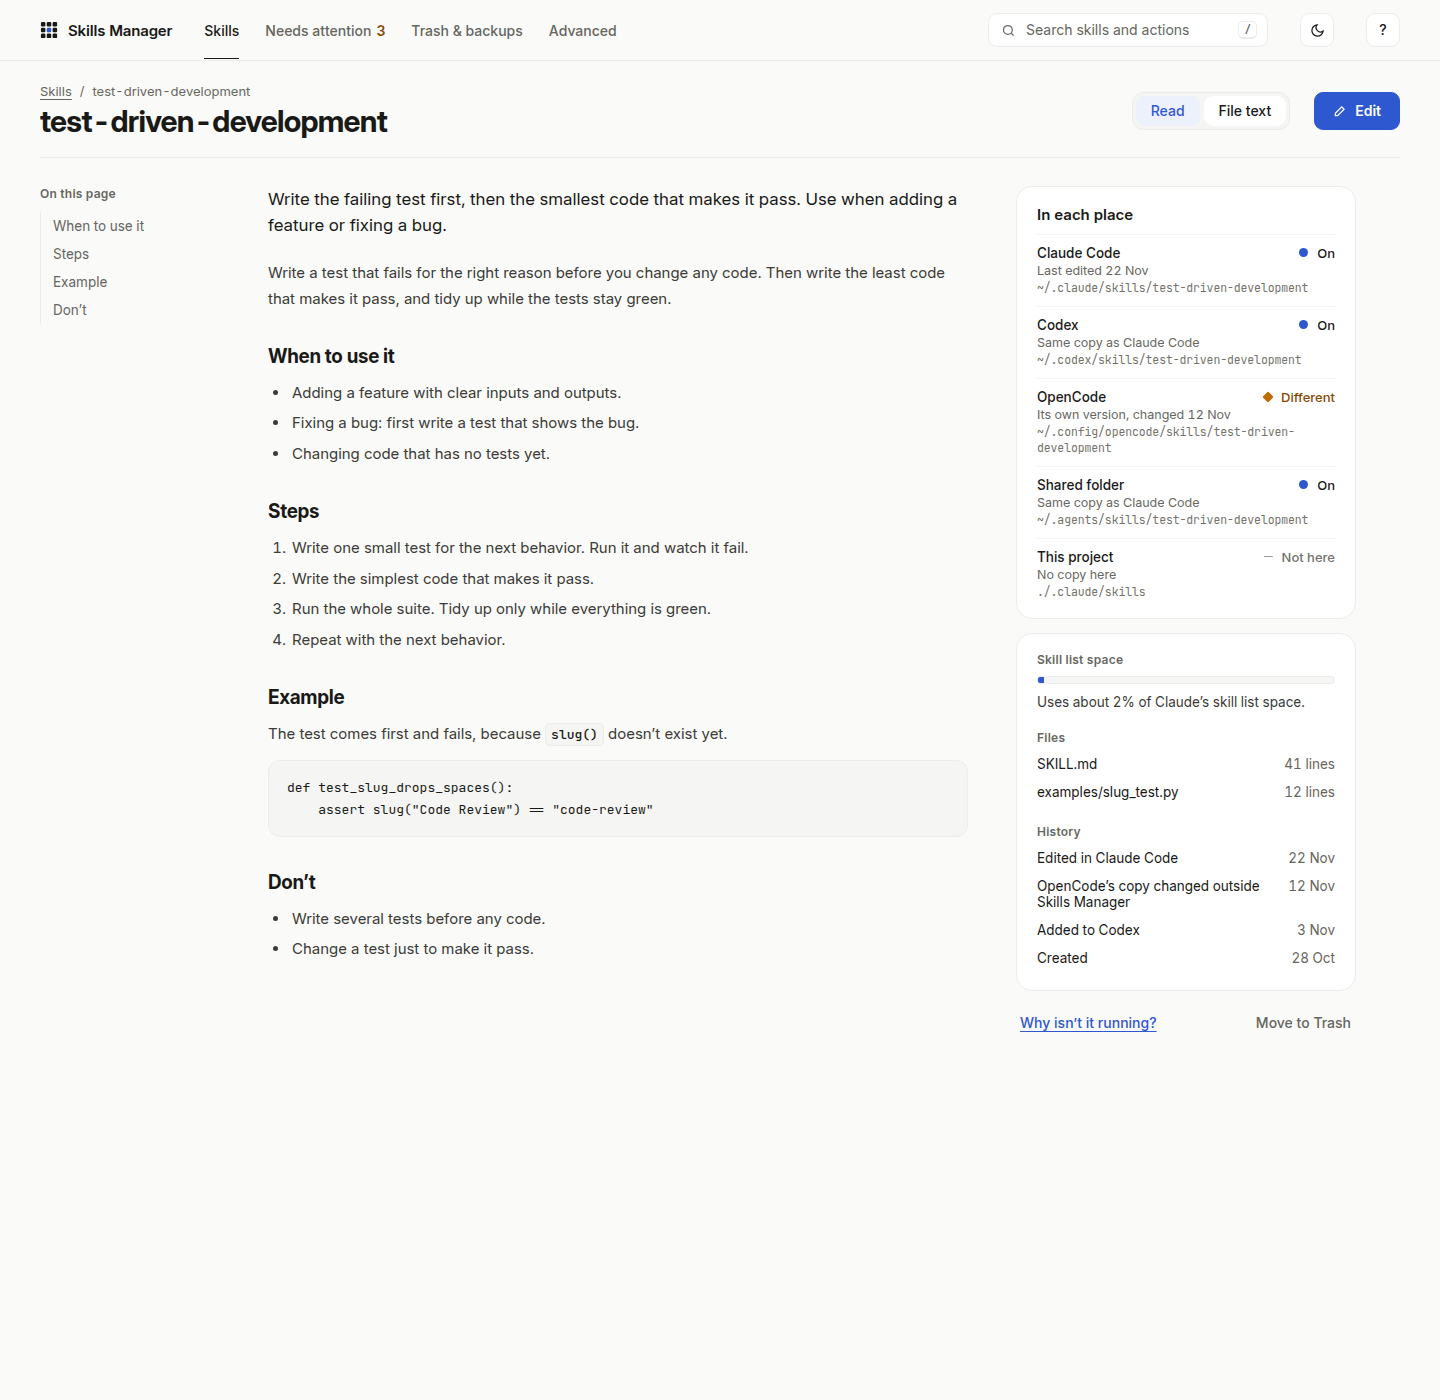 Skills Manager
Skills
Needs attention 3
Trash & backups
Advanced
Search skills and actions
/
?
Skills / test-driven-development
test-driven-development
Read
File text
Edit
On this page
When to use it
Steps
Example
Don’t
Write the failing test first, then the smallest code that makes it pass. Use when adding a
feature or fixing a bug.
Write a test that fails for the right reason before you change any code. Then write the least code
that makes it pass, and tidy up while the tests stay green.
When to use it
• Adding a feature with clear inputs and outputs.
• Fixing a bug: first write a test that shows the bug.
• Changing code that has no tests yet.
Steps
1. Write one small test for the next behavior. Run it and watch it fail.
2. Write the simplest code that makes it pass.
3. Run the whole suite. Tidy up only while everything is green.
4. Repeat with the next behavior.
Example
The test comes first and fails, because slug() doesn’t exist yet.
def test_slug_drops_spaces():
    assert slug("Code Review") == "code-review"
Don’t
• Write several tests before any code.
• Change a test just to make it pass.
In each place
Claude Code On
Last edited 22 Nov
~/.claude/skills/test-driven-development
Codex On
Same copy as Claude Code
~/.codex/skills/test-driven-development
OpenCode Different
Its own version, changed 12 Nov
~/.config/opencode/skills/test-driven-
development
Shared folder On
Same copy as Claude Code
~/.agents/skills/test-driven-development
This project Not here
No copy here
./.claude/skills
Skill list space
Uses about 2% of Claude’s skill list space.
Files
SKILL.md 41 lines
examples/slug_test.py 12 lines
History
Edited in Claude Code 22 Nov
OpenCode’s copy changed outside 12 Nov
Skills Manager
Added to Codex 3 Nov
Created 28 Oct
Why isn’t it running?
Move to Trash